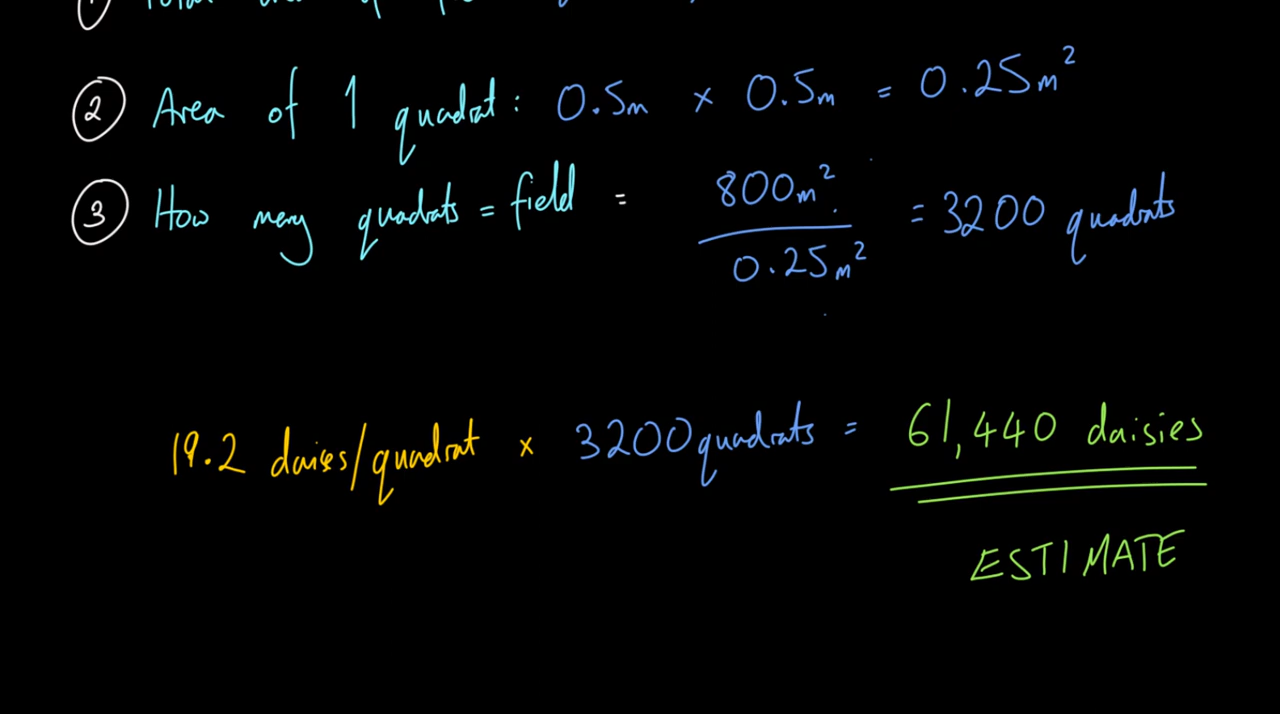 ② Area of 1 quadrat: 0.5m × 0.5m = 0.25m²
③ How many quadrats = field = 800m² / 0.25m² = 3200 quadrats
19.2 daises/quadrat × 3200 quadrats = 61,440 daisies
ESTIMATE